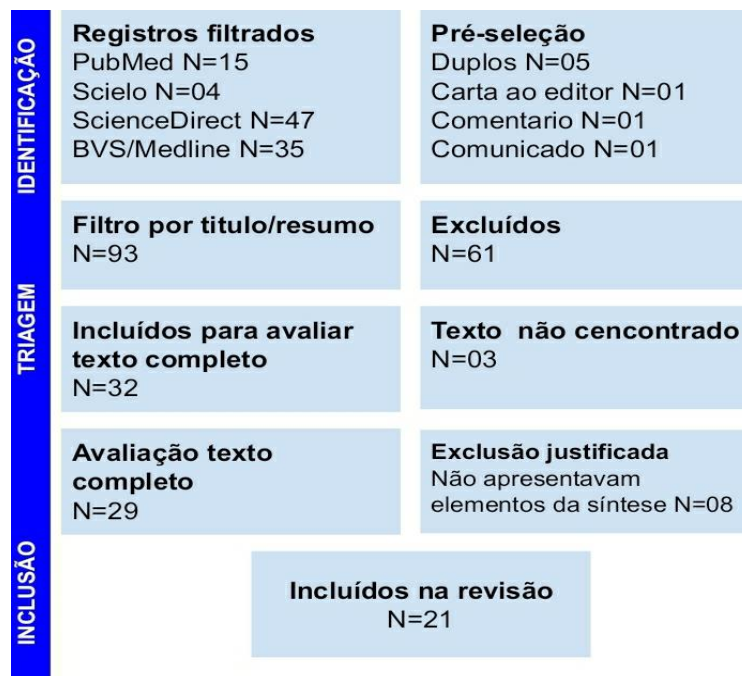 IDENTIFICAÇÃO
Registros filtrados
PubMed N=15
Scielo N=04
ScienceDirect N=47
BVS/Medline N=35
Pré-seleção
Duplos N=05
Carta ao editor N=01
Comentario N=01
Comunicado N=01
TRIAGEM
Filtro por titulo/resumo
N=93
Excluídos
N=61
Incluídos para avaliar
texto completo
N=32
Texto não cencontrado
N=03
Avaliação texto
completo
N=29
Exclusão justificada
Não apresentavam
elementos da síntese N=08
INCLUSÃO
Incluídos na revisão
N=21